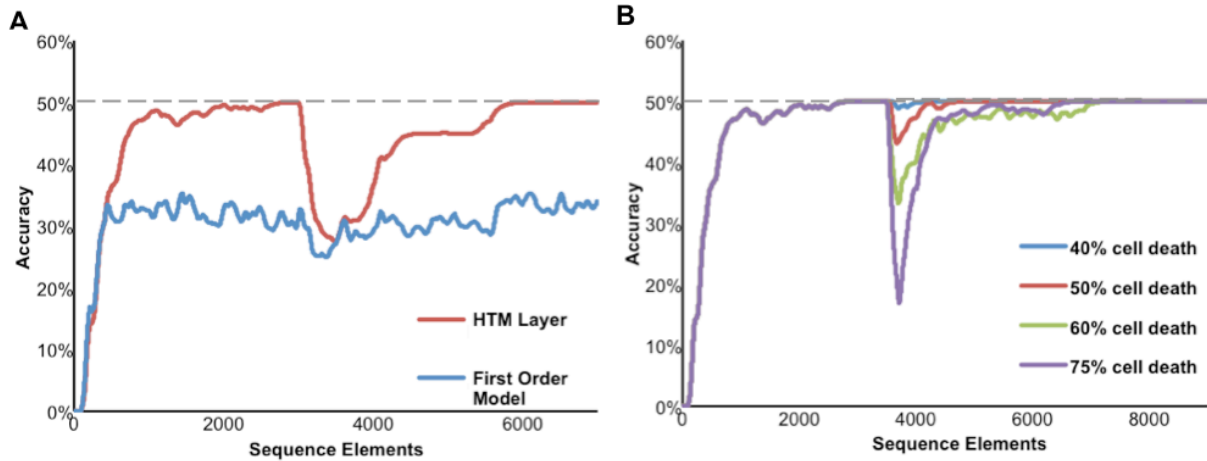 A
60%
50%
40%
30%
20%
10%
0%
0
2000
4000
6000
Accuracy
Sequence Elements
HTM Layer
First Order
Model
B
60%
50%
40%
30%
20%
10%
0%
0
2000
4000
6000
8000
Accuracy
Sequence Elements
40% cell death
50% cell death
60% cell death
75% cell death